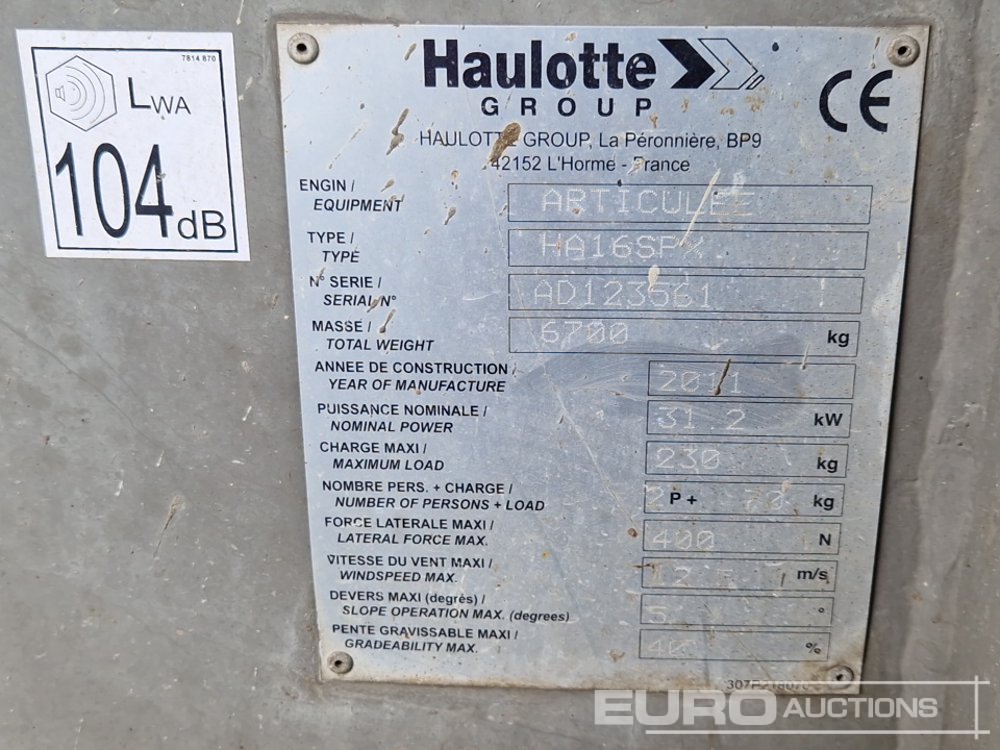 7814 870
LWA
104dB
Haulotte
GROUP
CE
HAULOTTE GROUP, La Péronnière, BP9
42152 L'Horme - France
ENGIN /
EQUIPMENT
ARTICULEE
TYPE /
TYPE
HA16SPX
N° SERIE /
SERIAL N°
AD123561
MASSE /
TOTAL WEIGHT
6700 kg
ANNEE DE CONSTRUCTION /
YEAR OF MANUFACTURE
2011
PUISSANCE NOMINALE /
NOMINAL POWER
31.2 kW
CHARGE MAXI /
MAXIMUM LOAD
230 kg
NOMBRE PERS. + CHARGE /
NUMBER OF PERSONS + LOAD
2 P + 70 kg
FORCE LATERALE MAXI /
LATERAL FORCE MAX.
400 N
VITESSE DU VENT MAXI /
WINDSPEED MAX.
12 m/s
DEVERS MAXI (degrés) /
SLOPE OPERATION MAX. (degrees)
5 °
PENTE GRAVISSABLE MAXI /
GRADEABILITY MAX.
40 %
EURO AUCTIONS